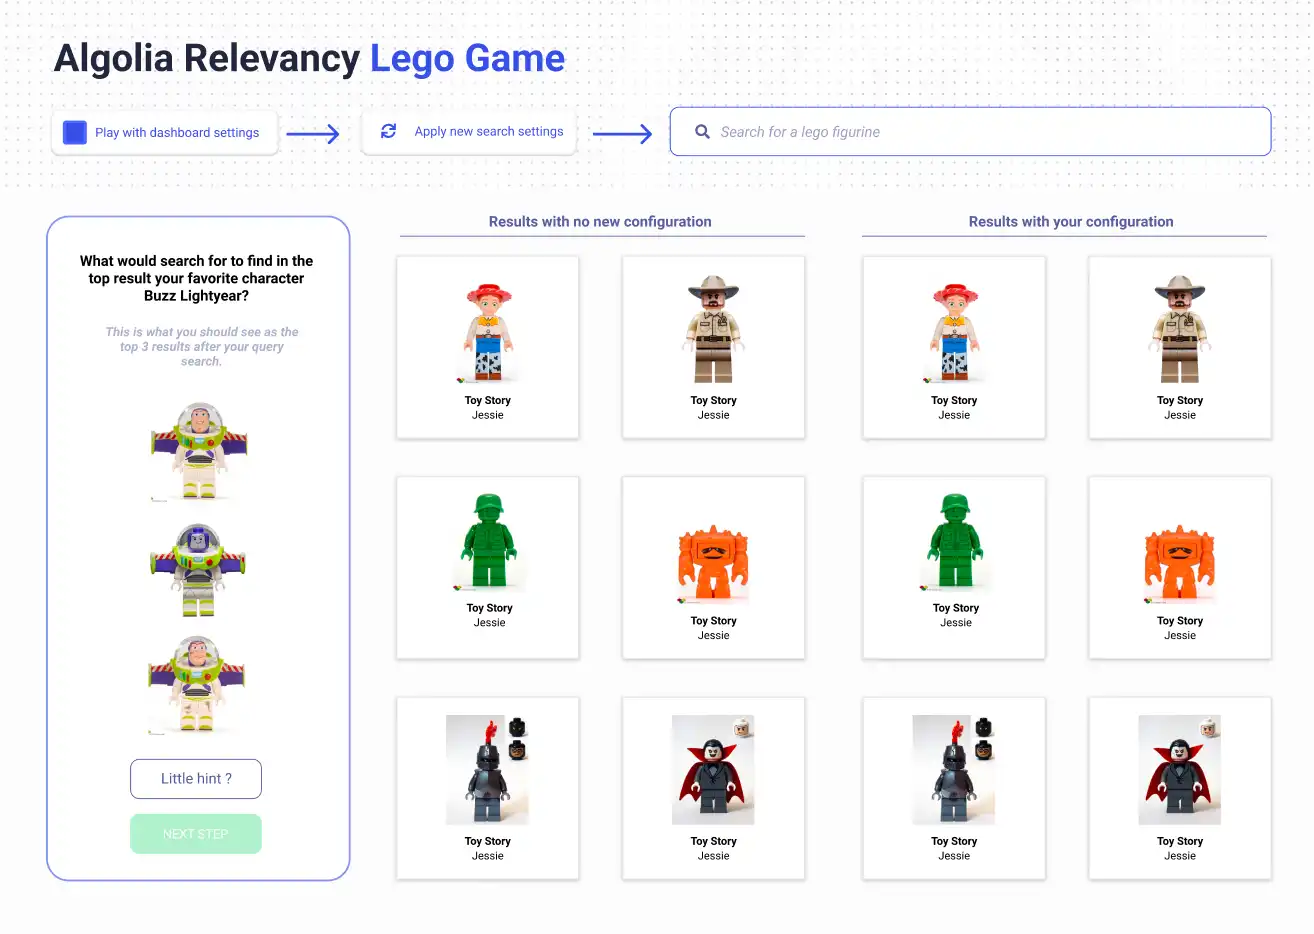 Algolia Relevancy Lego Game
Play with dashboard settings
Apply new search settings
Search for a lego figurine
What would search for to find in the
top result your favorite character
Buzz Lightyear?
This is what you should see as the
top 3 results after your query
search.
Little hint ?
NEXT STEP
Results with no new configuration
Toy Story
Jessie
Toy Story
Jessie
Toy Story
Jessie
Toy Story
Jessie
Toy Story
Jessie
Toy Story
Jessie
Results with your configuration
Toy Story
Jessie
Toy Story
Jessie
Toy Story
Jessie
Toy Story
Jessie
Toy Story
Jessie
Toy Story
Jessie